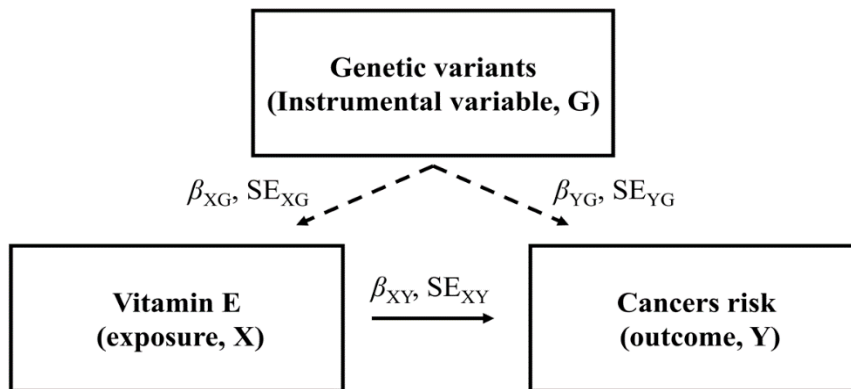 Genetic variants
(Instrumental variable, G)
βXG, SEXG
βYG, SEYG
Vitamin E
(exposure, X)
βXY, SEXY
Cancers risk
(outcome, Y)